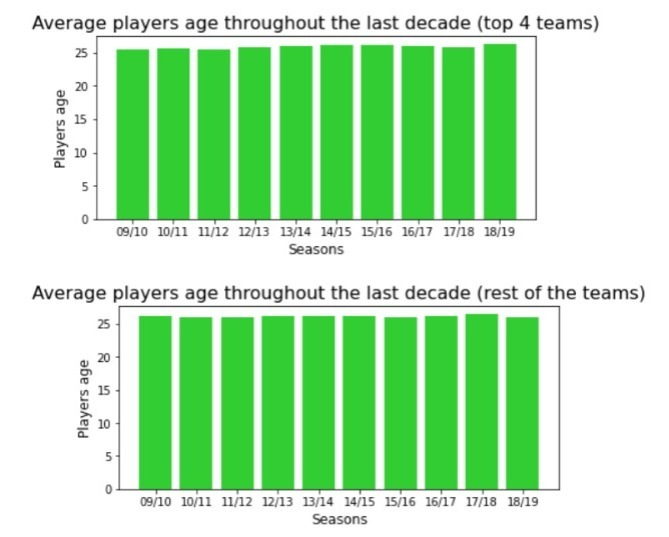 Average players age throughout the last decade (top 4 teams)
25
20
15
10
5
0
Players age
09/10 10/11 11/12 12/13 13/14 14/15 15/16 16/17 17/18 18/19
Seasons
Average players age throughout the last decade (rest of the teams)
25
20
15
10
5
0
Players age
09/10 10/11 11/12 12/13 13/14 14/15 15/16 16/17 17/18 18/19
Seasons